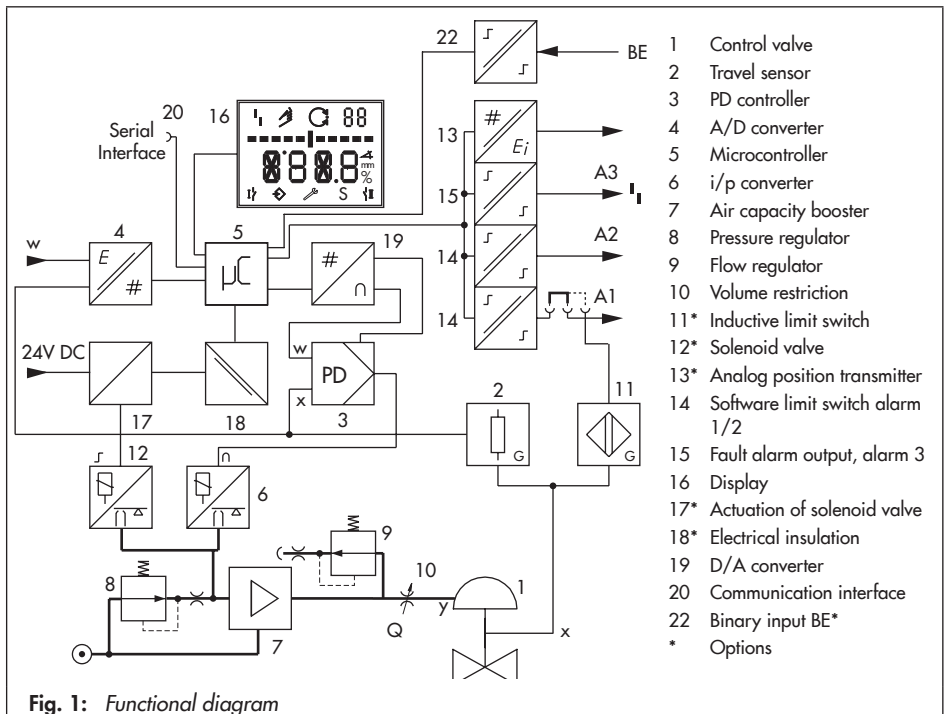 22
BE
20
16
88
Serial
Interface
mm
%
S
13
#
Ei
15
A3
14
A2
14
A1
w
4
E
#
5
µC
19
#
∩
24V DC
w
PD
x
3
17
18
2
G
11
G
12
∩
6
∩
∩
8
9
10
7
Q
y
1
x
1 Control valve
2 Travel sensor
3 PD controller
4 A/D converter
5 Microcontroller
6 i/p converter
7 Air capacity booster
8 Pressure regulator
9 Flow regulator
10 Volume restriction
11* Inductive limit switch
12* Solenoid valve
13* Analog position transmitter
14 Software limit switch alarm
1/2
15 Fault alarm output, alarm 3
16 Display
17* Actuation of solenoid valve
18* Electrical insulation
19 D/A converter
20 Communication interface
22 Binary input BE*
* Options
Fig. 1: Functional diagram